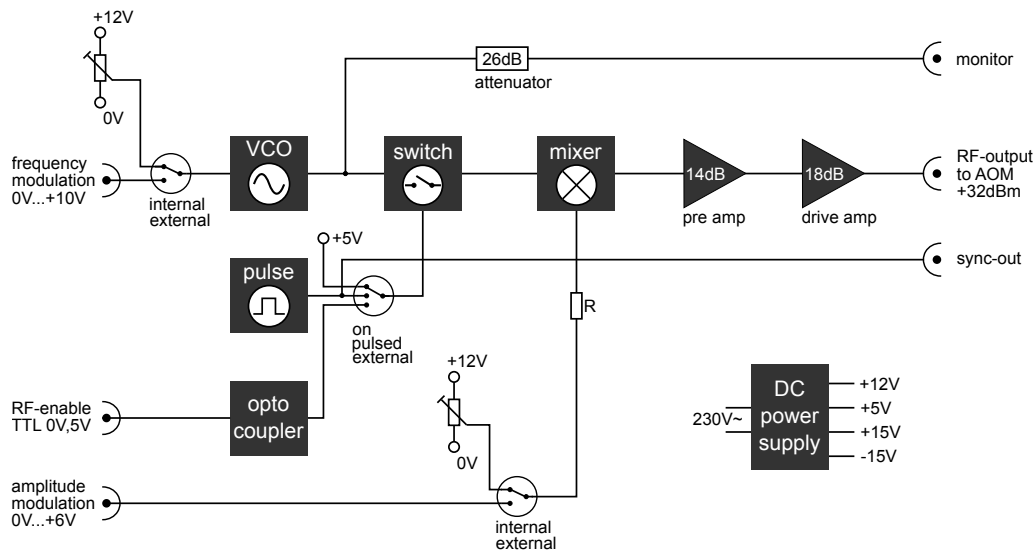 +12V
0V
frequency
modulation
0V...+10V
internal
external
VCO
26dB
attenuator
monitor
switch
mixer
14dB
pre amp
18dB
drive amp
RF-output
to AOM
+32dBm
+5V
pulse
on
pulsed
external
sync-out
R
RF-enable
TTL 0V,5V
opto
coupler
+12V
0V
amplitude
modulation
0V...+6V
internal
external
230V~
DC
power
supply
+12V
+5V
+15V
-15V